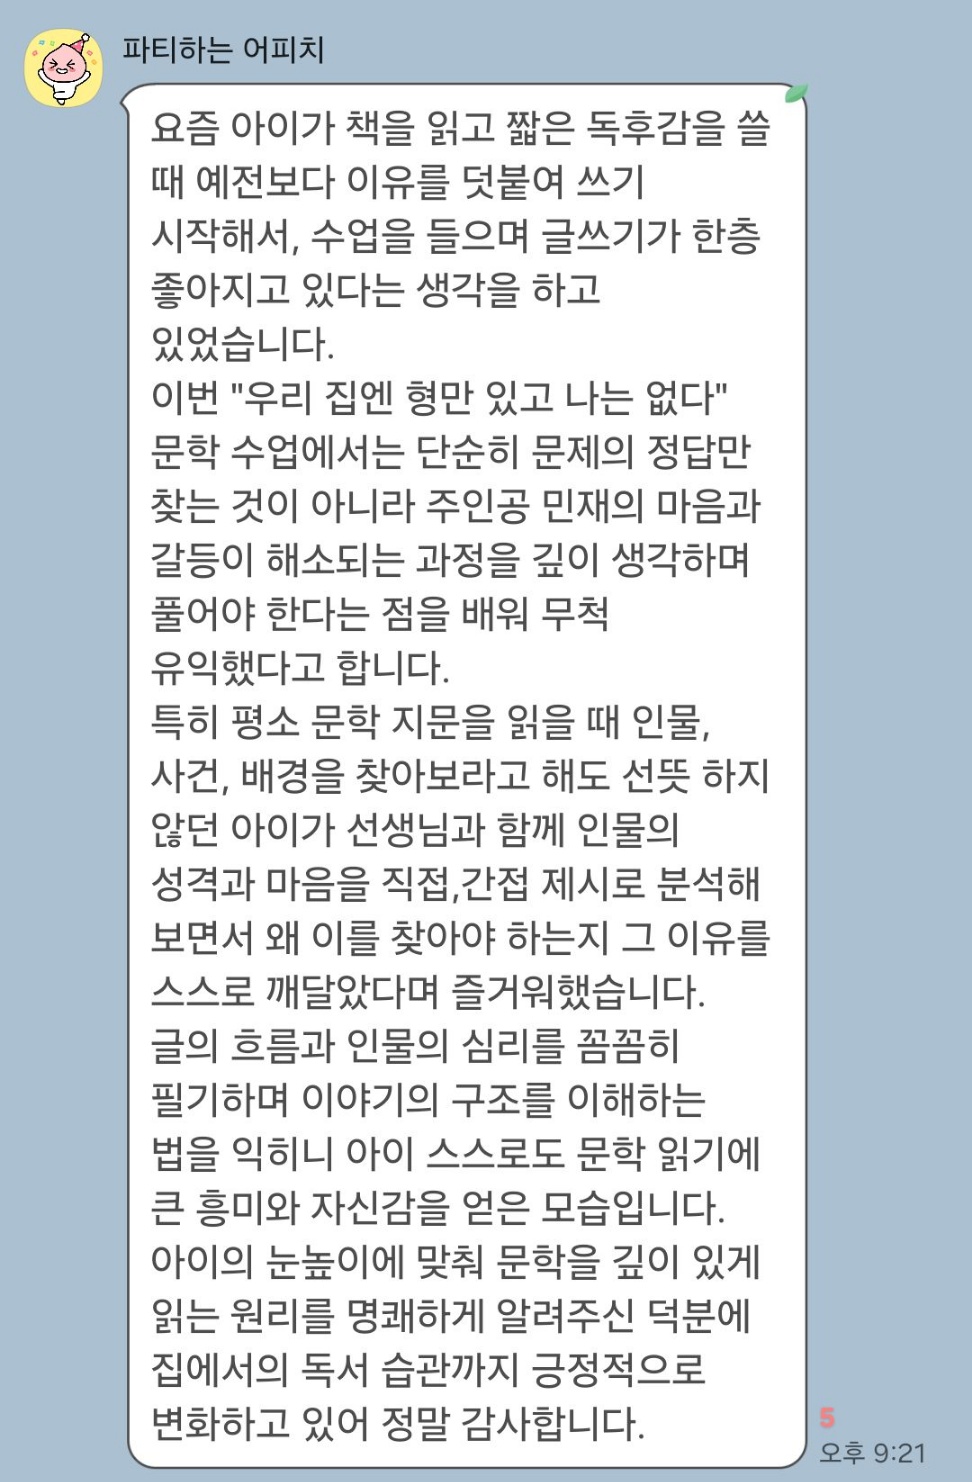 파티하는 어피치
요즘 아이가 책을 읽고 짧은 독후감을 쓸
때 예전보다 이유를 덧붙여 쓰기
시작해서, 수업을 들으며 글쓰기가 한층
좋아지고 있다는 생각을 하고
있었습니다.
이번 "우리 집엔 형만 있고 나는 없다"
문학 수업에서는 단순히 문제의 정답만
찾는 것이 아니라 주인공 민재의 마음과
갈등이 해소되는 과정을 깊이 생각하며
풀어야 한다는 점을 배워 무척
유익했다고 합니다.
특히 평소 문학 지문을 읽을 때 인물,
사건, 배경을 찾아보라고 해도 선뜻 하지
않던 아이가 선생님과 함께 인물의
성격과 마음을 직접,간접 제시로 분석해
보면서 왜 이를 찾아야 하는지 그 이유를
스스로 깨달았다며 즐거워했습니다.
글의 흐름과 인물의 심리를 꼼꼼히
필기하며 이야기의 구조를 이해하는
법을 익히니 아이 스스로도 문학 읽기에
큰 흥미와 자신감을 얻은 모습입니다.
아이의 눈높이에 맞춰 문학을 깊이 있게
읽는 원리를 명쾌하게 알려주신 덕분에
집에서의 독서 습관까지 긍정적으로
변화하고 있어 정말 감사합니다.
5
오후 9:21